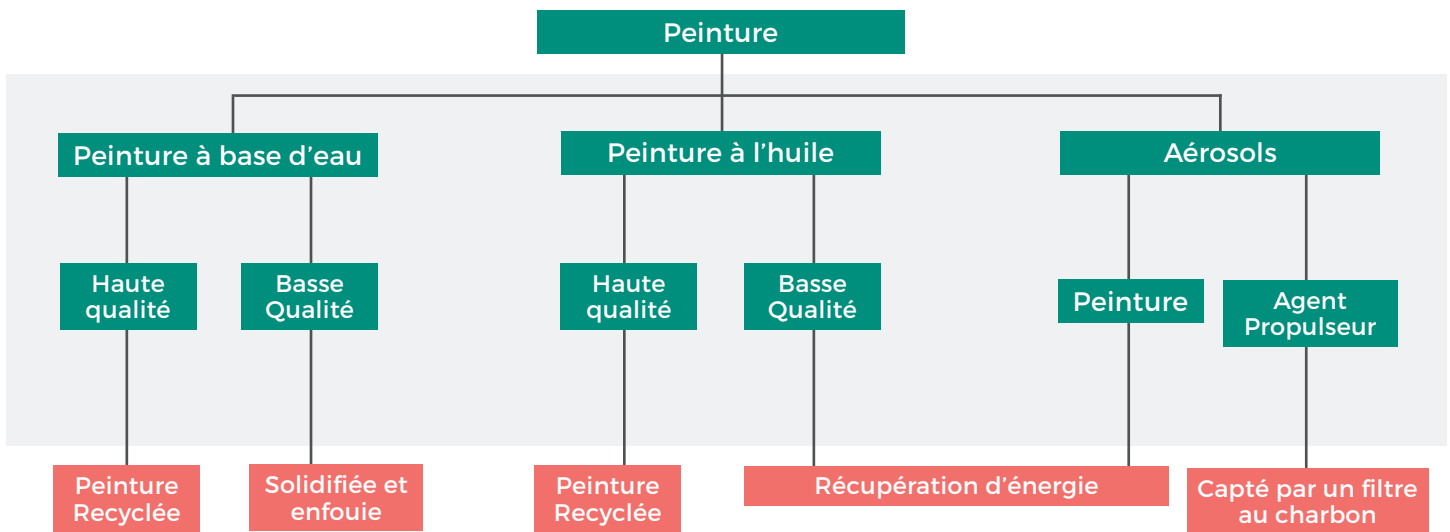 Peinture
Peinture à base d'eau
Peinture à l'huile
Aérosols
Haute
qualité
Basse
Qualité
Haute
qualité
Basse
Qualité
Peinture
Agent
Propulseur
Peinture
Recyclée
Solidifiée et
enfouie
Peinture
Recyclée
Récupération d'énergie
Capté par un filtre
au charbon